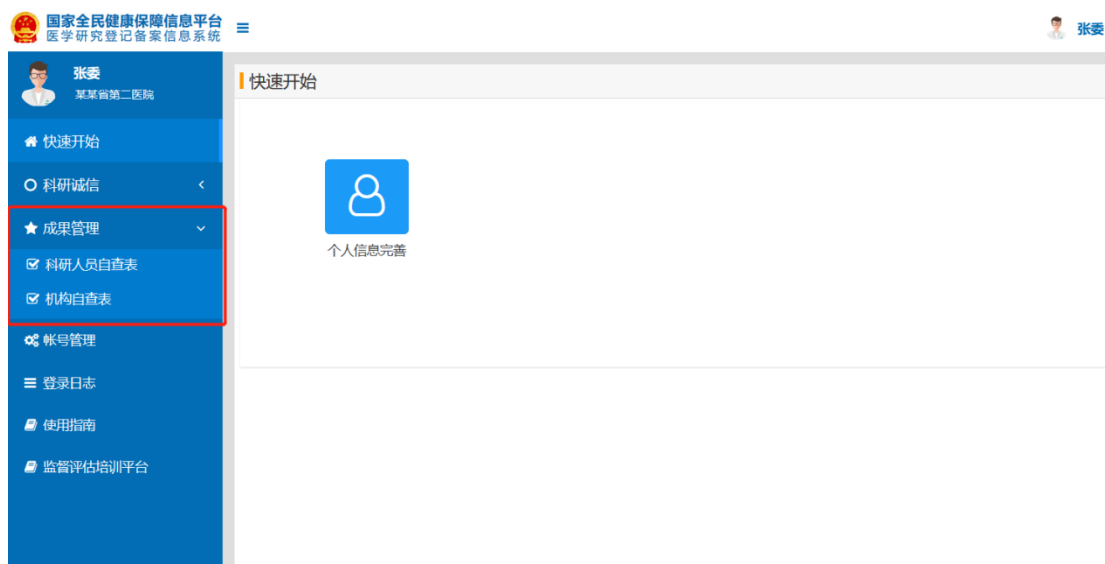 国家全民健康保障信息平台
医学研究登记备案信息系统
张委
张委
某某省第二医院
快速开始
科研诚信
成果管理
科研人员自查表
机构自查表
帐号管理
登录日志
使用指南
监督评估培训平台
快速开始
个人信息完善